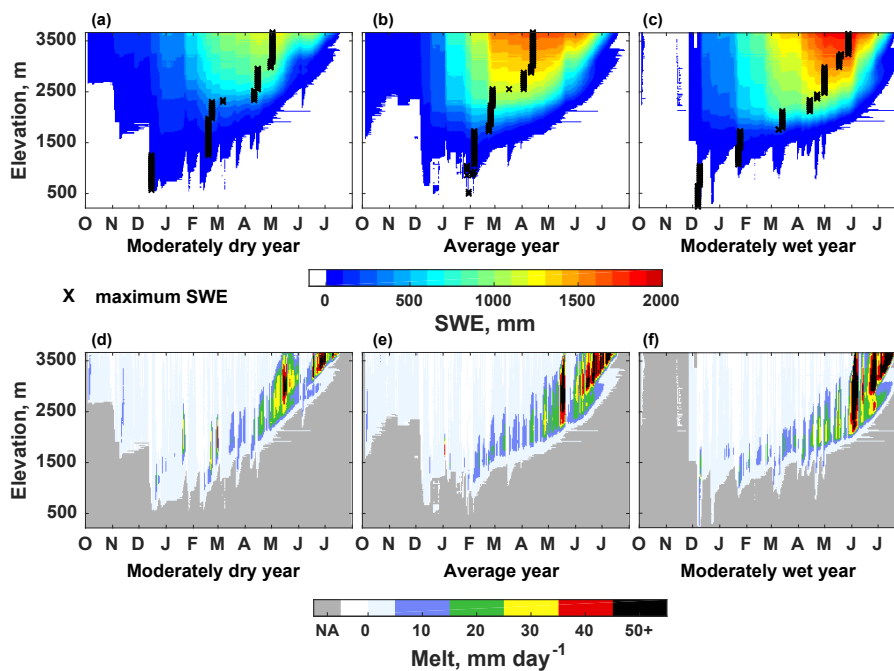 (a) (b) (c)
3500
2500
1500
500
Elevation, m
O N D J F M A M J J
O N D J F M A M J J
O N D J F M A M J J
Moderately dry year
Average year
Moderately wet year
X maximum SWE
0 500 1000 1500 2000
SWE, mm
(d) (e) (f)
3500
2500
1500
500
Elevation, m
O N D J F M A M J J
O N D J F M A M J J
O N D J F M A M J J
Moderately dry year
Average year
Moderately wet year
NA 0 10 20 30 40 50+
Melt, mm day⁻¹